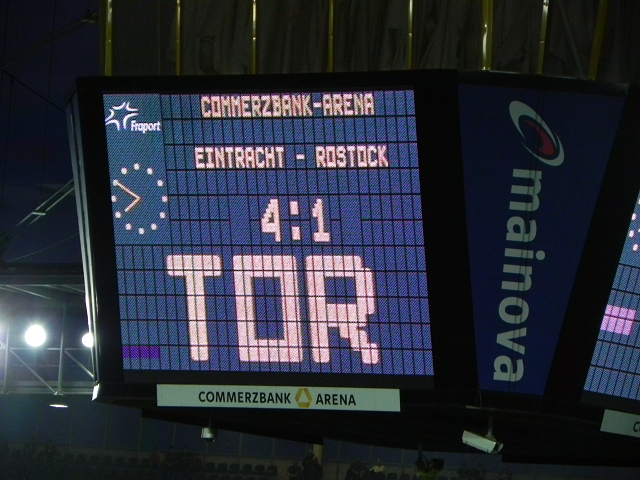 COMMERZBANK-ARENA
Fraport
EINTRACHT - ROSTOCK
4:1
TOR
COMMERZBANK ARENA
mainova